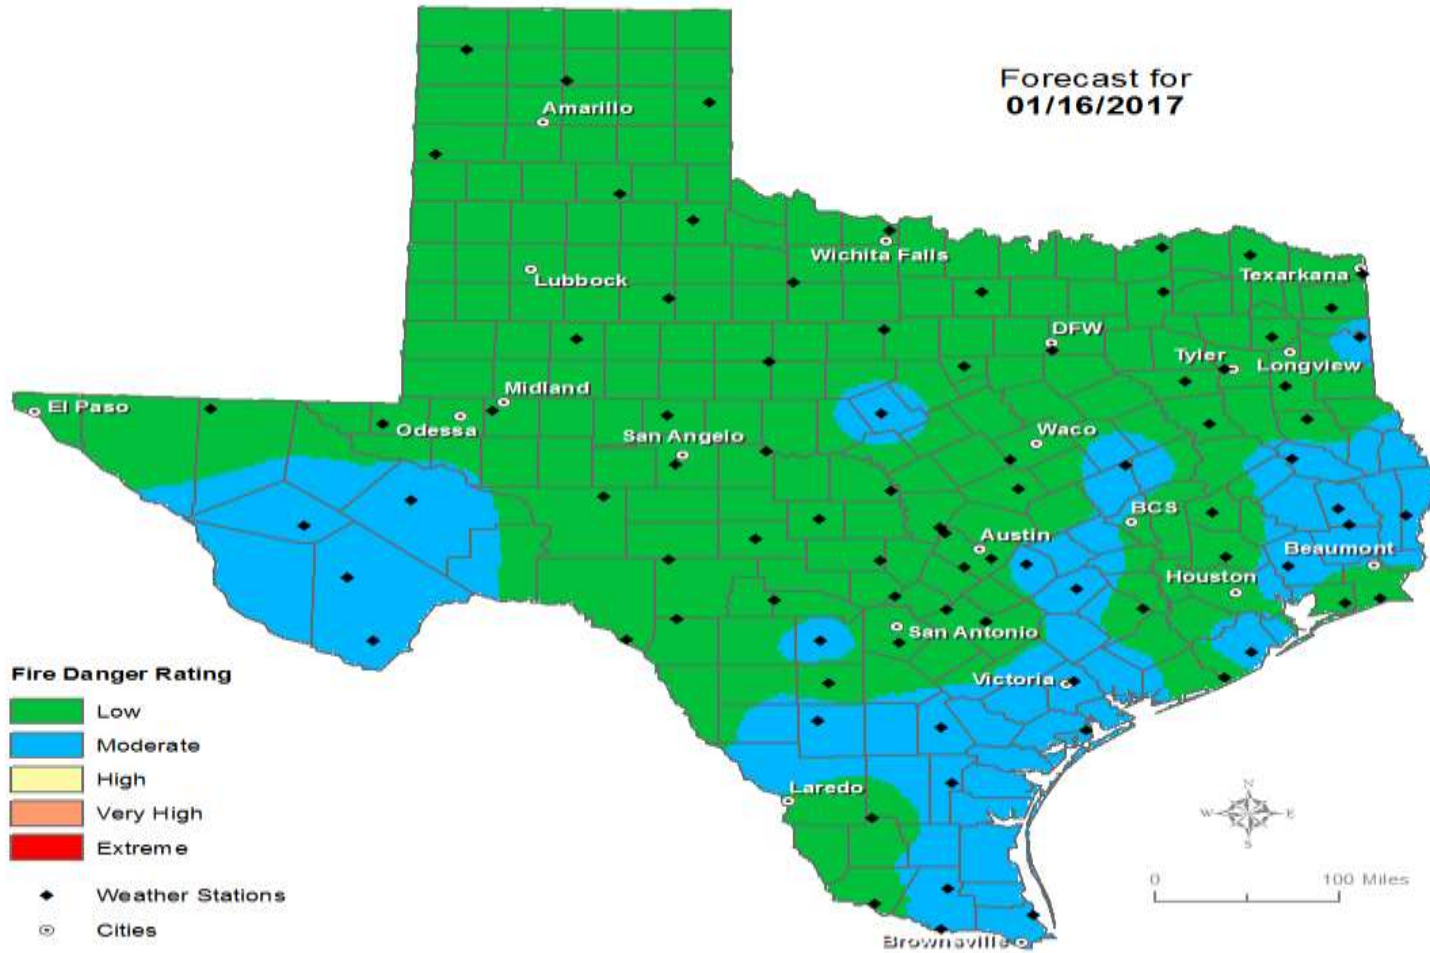 Forecast for
01/16/2017
Amarillo
Wichita Falls
Lubbock
Texarkana
DFW
Tyler
Longview
Midland
El Paso
Odessa
San Angelo
Waco
BCS
Austin
Beaumont
Houston
San Antonio
Victoria
Laredo
Brownsville
Fire Danger Rating
Low
Moderate
High
Very High
Extreme
Weather Stations
Cities
N
W E
S
0 100 Miles